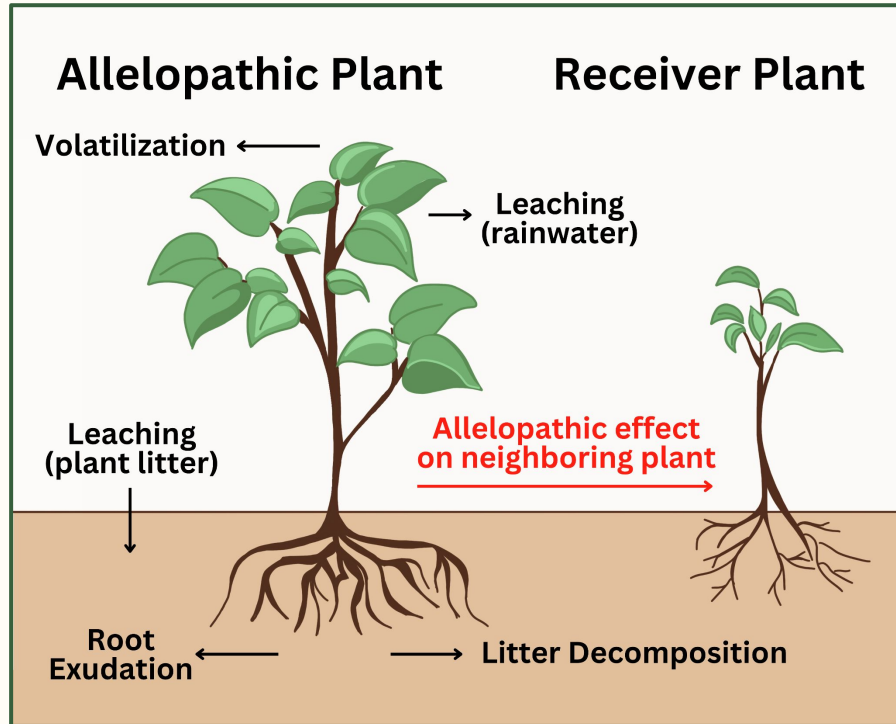 Allelopathic Plant
Receiver Plant
Volatilization
Leaching
(rainwater)
Leaching
(plant litter)
Allelopathic effect
on neighboring plant
Root
Exudation
Litter Decomposition